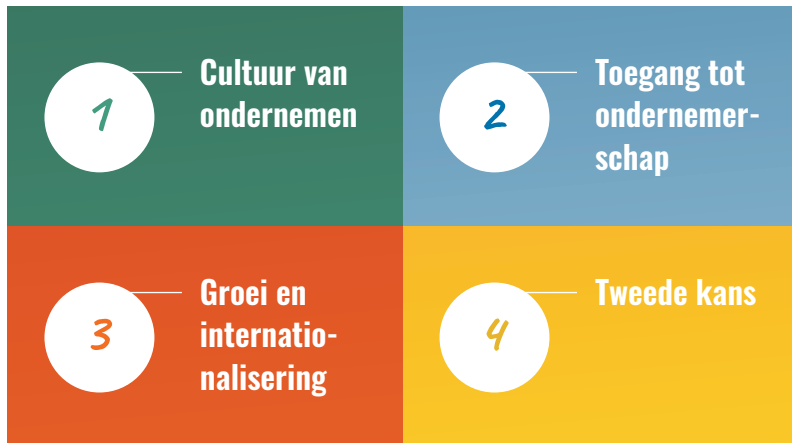 1
Cultuur van
ondernemen
2
Toegang tot
ondernemer-
schap
3
Groei en
internatio-
nalisering
4
Tweede kans